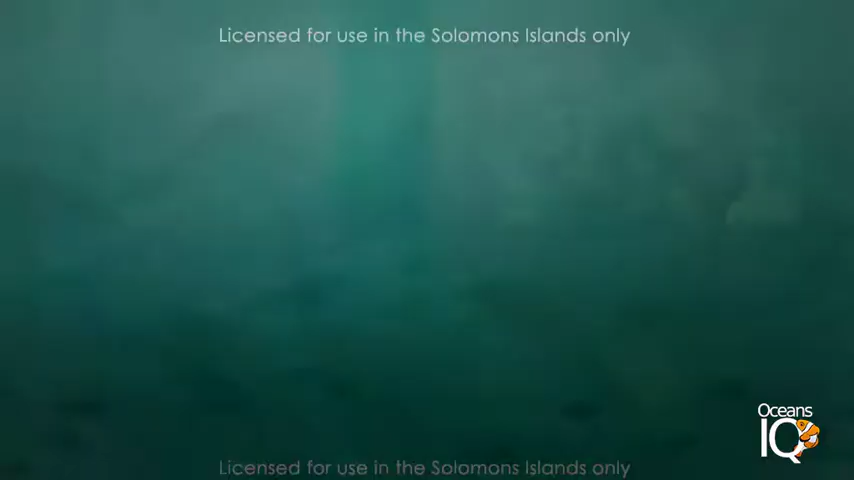 Licensed for use in the Solomons Islands only
Oceans
IQ
Licensed for use in the Solomons Islands only